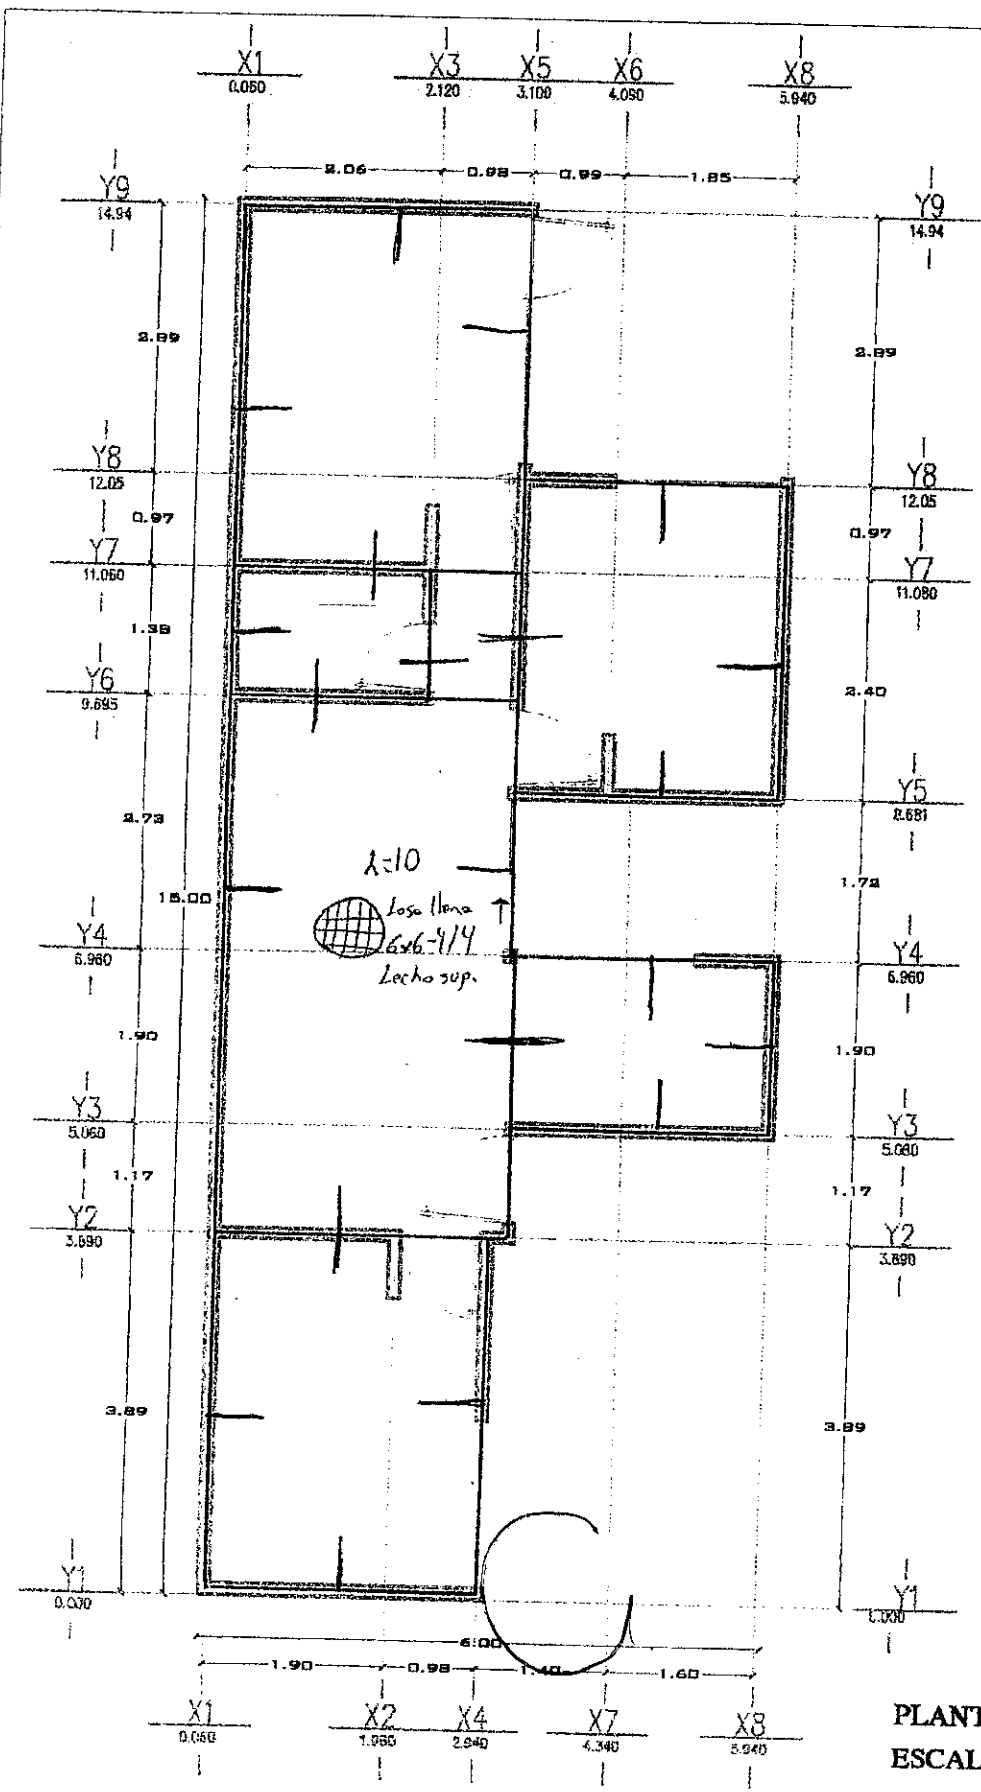 X1 X3 X5 X6 X8
0.060 2.120 3.100 4.090 5.940
2.06 0.98 0.99 1.85
Y9 Y9
14.94 14.94
2.89 2.89
Y8 Y8
12.05 12.05
0.97 0.97
Y7 Y7
11.080
1.38
Y6
9.695
2.40
Y5
2.73
15.00
h=10
Losa llena
6x6-4/4
Lecho sup.
1.72
Y4 Y4
6.960 6.960
1.90 1.90
Y3 Y3
5.060 5.060
1.17 1.17
Y2 Y2
3.890 3.890
3.89 3.89
Y1 Y1
0.000
6.00
1.90 0.98 1.40 1.60
X1 X2 X4 X7 X8
0.060 1.960 2.940 4.340 5.940
PLANT
ESCAL